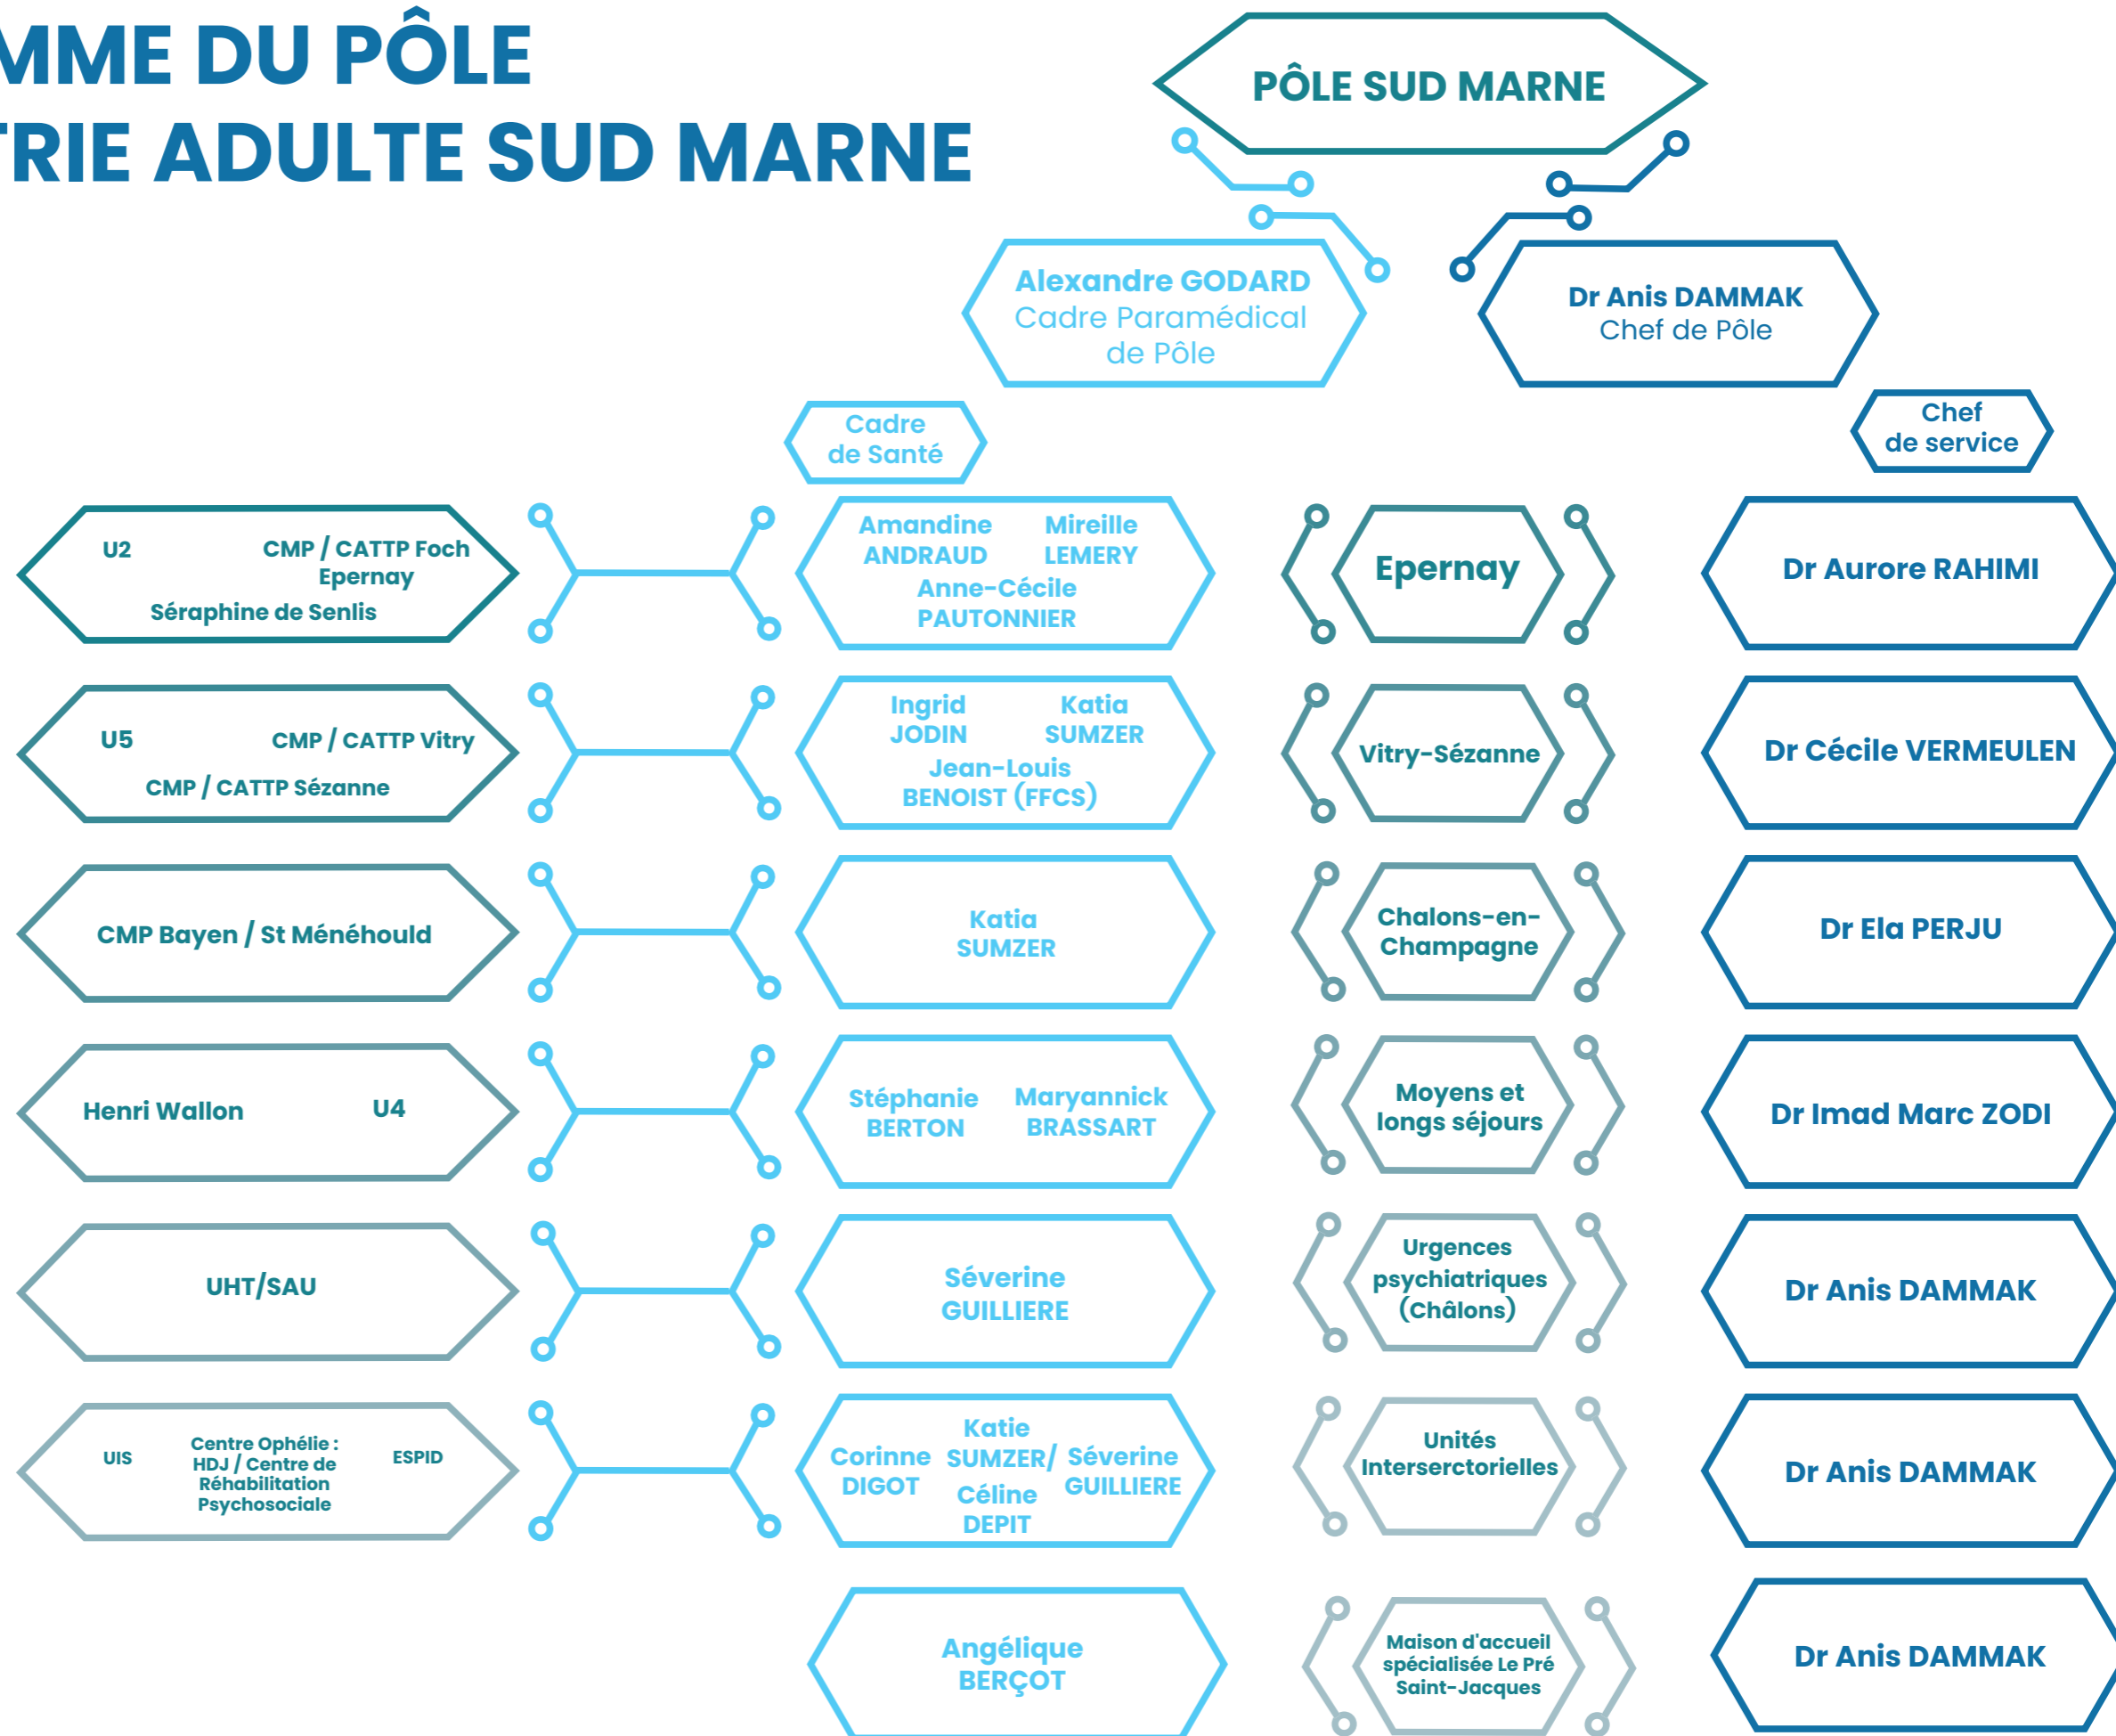 MME DU PÔLE
TRIE ADULTE SUD MARNE
PÔLE SUD MARNE
Alexandre GODARD
Cadre Paramédical
de Pôle
Dr Anis DAMMAK
Chef de Pôle
Cadre
de Santé
Chef
de service
U2
CMP / CATTP Foch
Epernay
Séraphine de Senlis
Amandine
ANDRAUD
Mireille
LEMERY
Anne-Cécile
PAUTONNIER
Epernay
Dr Aurore RAHIMI
U5
CMP / CATTP Vitry
CMP / CATTP Sézanne
Ingrid
JODIN
Katia
SUMZER
Jean-Louis
BENOIST (FFCS)
Vitry-Sézanne
Dr Cécile VERMEULEN
CMP Bayen / St Ménéhould
Katia
SUMZER
Chalons-en-
Champagne
Dr Ela PERJU
Henri Wallon
U4
Stéphanie
BERTON
Maryannick
BRASSART
Moyens et
longs séjours
Dr Imad Marc ZODI
UHT/SAU
Séverine
GUILLIERE
Urgences
psychiatriques
(Châlons)
Dr Anis DAMMAK
UIS
Centre Ophélie :
HDJ / Centre de
Réhabilitation
Psychosociale
ESPID
Corinne
DIGOT
Katie
SUMZER/
Céline
DEPIT
Séverine
GUILLIERE
Unités
Interserctorielles
Dr Anis DAMMAK
Angélique
BERÇOT
Maison d'accueil
spécialisée Le Pré
Saint-Jacques
Dr Anis DAMMAK